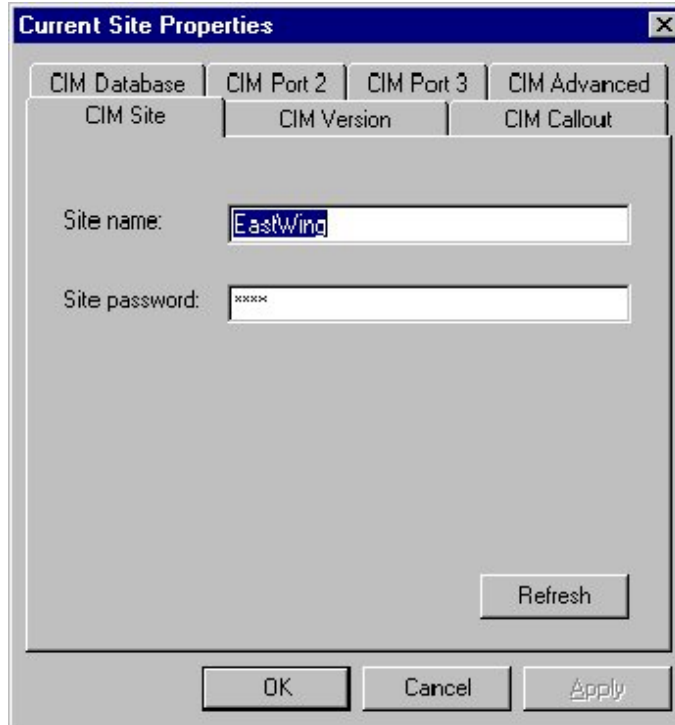 Current Site Properties
CIM Database CIM Port 2 CIM Port 3 CIM Advanced
CIM Site CIM Version CIM Callout
Site name: EastWing
Site password: ****
Refresh
OK Cancel Apply